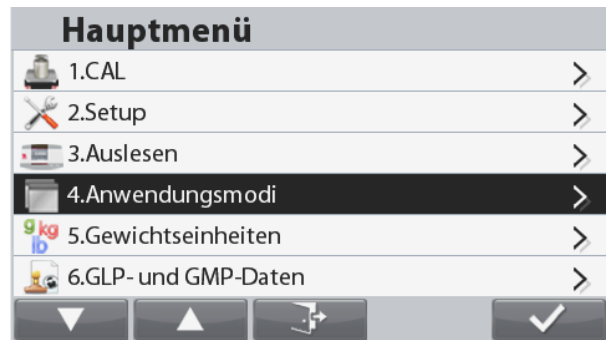 Hauptmenü
1.CAL
2.Setup
3.Auslesen
4.Anwendungsmodi
g kg lb 5.Gewichtseinheiten
6.GLP- und GMP-Daten